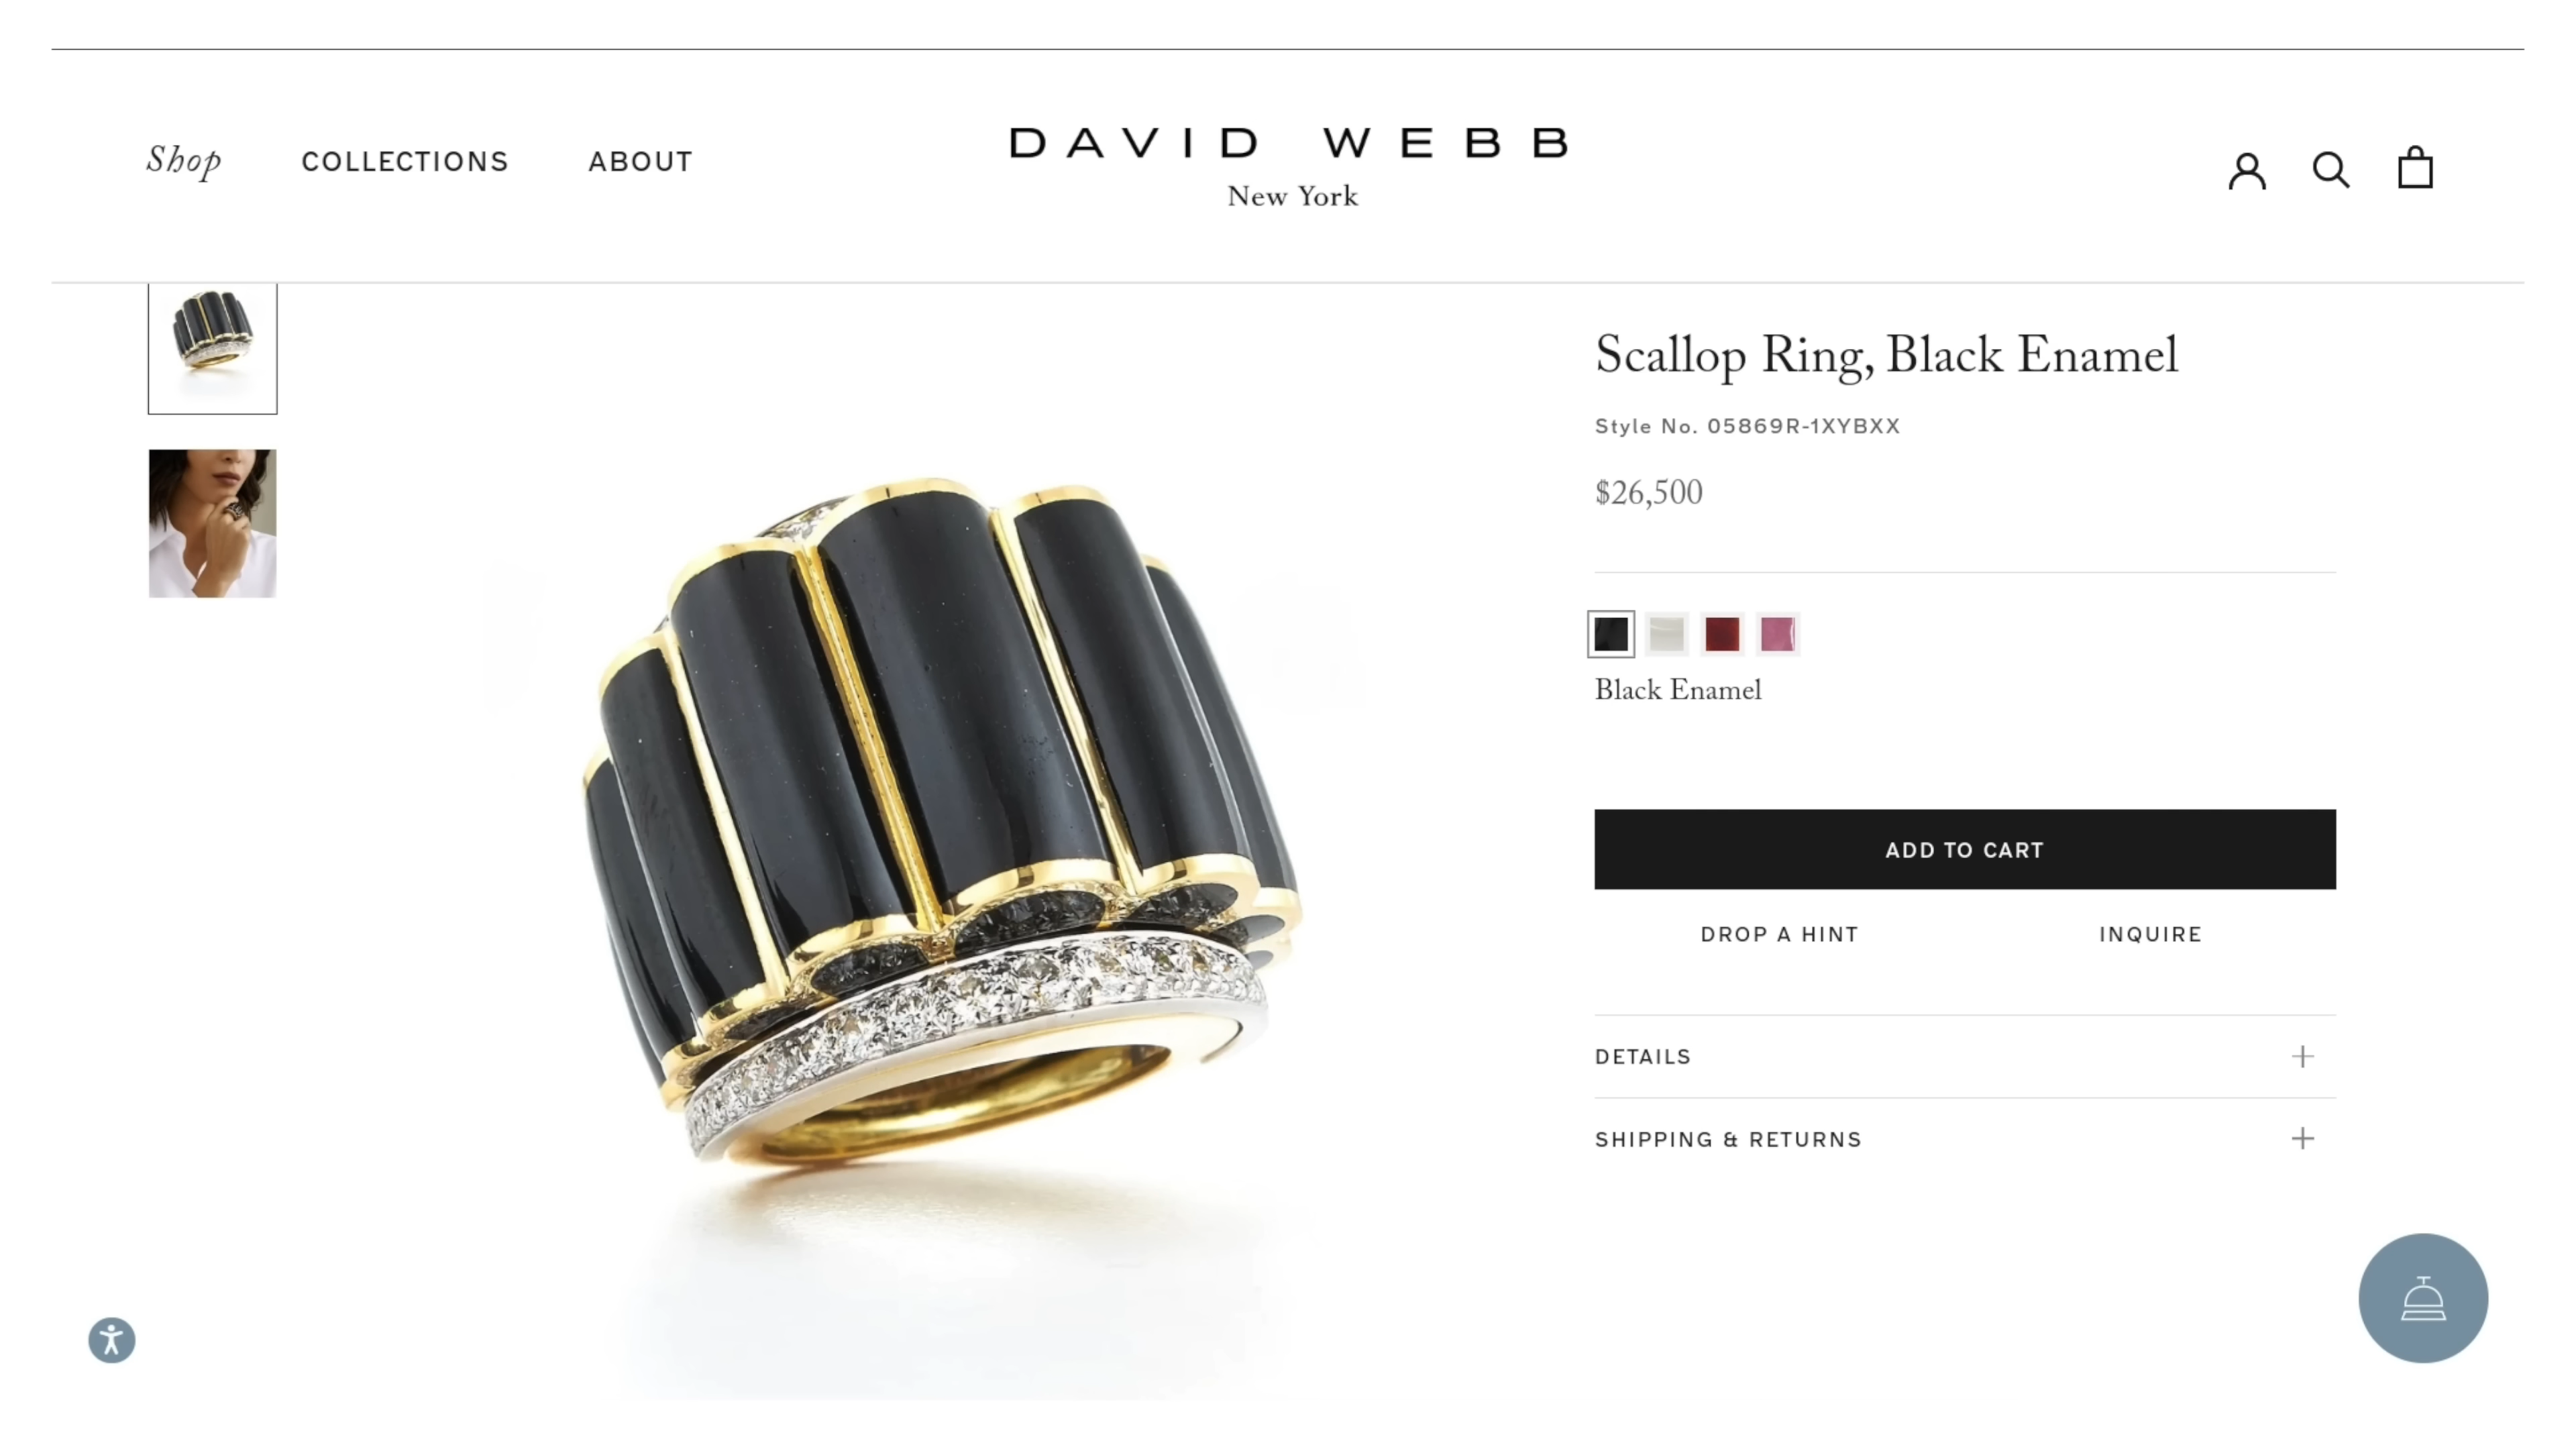 Shop
COLLECTIONS
ABOUT
DAVID WEBB
New York
Scallop Ring, Black Enamel
Style No. 05869R-1XYBXX
$26,500
Black Enamel
ADD TO CART
DROP A HINT
INQUIRE
DETAILS
SHIPPING & RETURNS